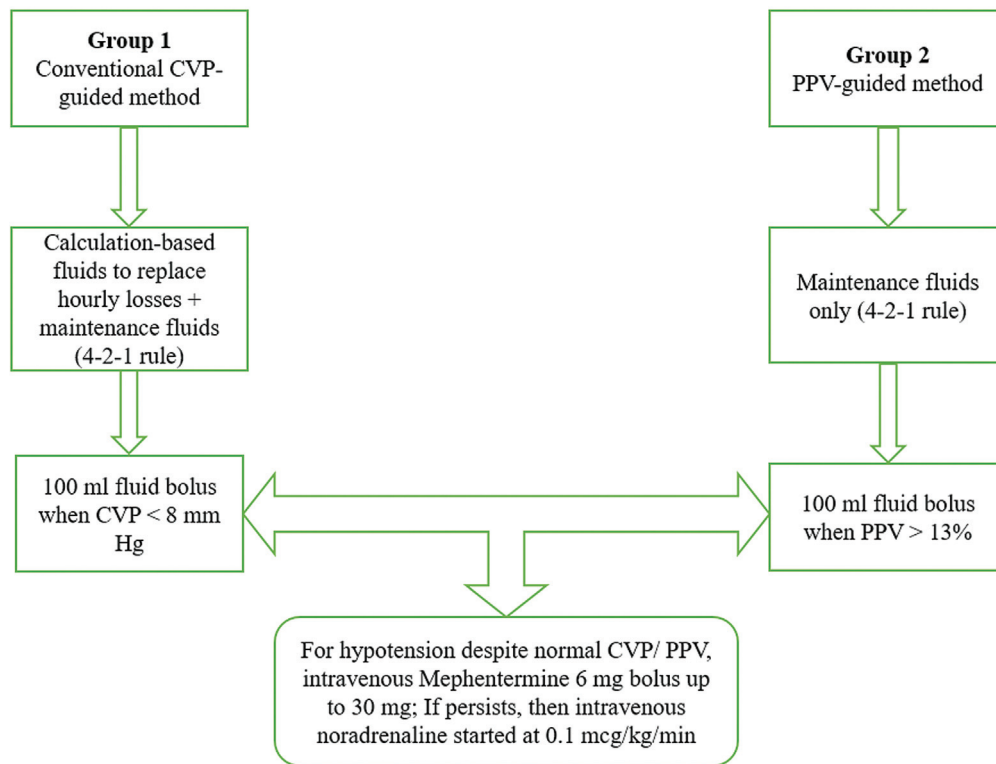 Group 1
Conventional CVP-
guided method
Group 2
PPV-guided method
Calculation-based
fluids to replace
hourly losses +
maintenance fluids
(4-2-1 rule)
Maintenance fluids
only (4-2-1 rule)
100 ml fluid bolus
when CVP < 8 mm
Hg
100 ml fluid bolus
when PPV > 13%
For hypotension despite normal CVP/ PPV,
intravenous Mephentermine 6 mg bolus up
to 30 mg; If persists, then intravenous
noradrenaline started at 0.1 mcg/kg/min